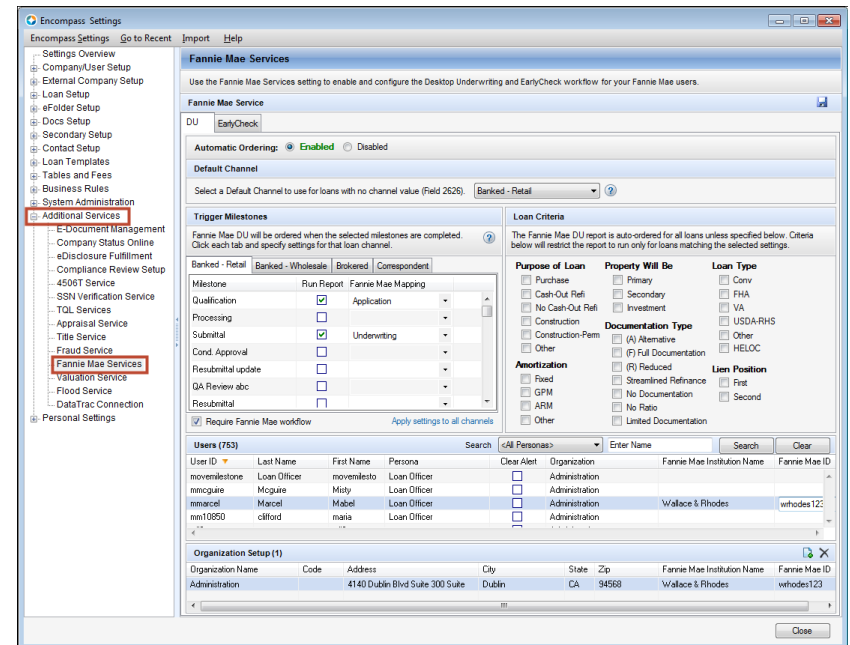 Encompass Settings
Encompass Settings Go to Recent Import Help
Settings Overview
Company/User Setup
External Company Setup
Loan Setup
eFolder Setup
Docs Setup
Secondary Setup
Contact Setup
Loan Templates
Tables and Fees
Business Rules
System Administration
Additional Services
E-Document Management
Company Status Online
eDisclosure Fulfillment
Compliance Review Setup
4506T Service
SSN Verification Service
TQL Services
Appraisal Service
Title Service
Fraud Service
Fannie Mae Services
Valuation Service
Flood Service
DataTrac Connection
Personal Settings
Fannie Mae Services
Use the Fannie Mae Services setting to enable and configure the Desktop Underwriting and EarlyCheck workflow for your Fannie Mae users.
Fannie Mae Service
DU EarlyCheck
Automatic Ordering: Enabled Disabled
Default Channel
Select a Default Channel to use for loans with no channel value (Field 2626). Banked - Retail ?
Trigger Milestones
Fannie Mae DU will be ordered when the selected milestones are completed.
Click each tab and specify settings for that loan channel.
?
Banked - Retail Banked - Wholesale Brokered Correspondent
Milestone Run Report Fannie Mae Mapping
Qualification Application
Processing
Submittal Underwriting
Cond. Approval
Resubmittal update
QA Review abc
Resubmittal
Require Fannie Mae workflow Apply settings to all channels
Loan Criteria
The Fannie Mae DU report is auto-ordered for all loans unless specified below. Criteria
below will restrict the report to run only for loans matching the selected settings.
Purpose of Loan
Purchase
Cash-Out Refi
No Cash-Out Refi
Construction
Construction-Perm
Other
Amortization
Fixed
GPM
ARM
Other
Property Will Be
Primary
Secondary
Investment
Documentation Type
(A) Alternative
(F) Full Documentation
(R) Reduced
Streamlined Refinance
No Documentation
No Ratio
Limited Documentation
Loan Type
Conv
FHA
VA
USDA-RHS
Other
HELOC
Lien Position
First
Second
Users (753) Search <All Personas> Enter Name Search Clear
User ID Last Name First Name Persona Clear Alert Organization Fannie Mae Institution Name Fannie Mae ID
movemilestone Loan Officer movemilesto Loan Officer Administration
mmcguire Mcguire Misty Loan Officer Administration
mmarcel Marcel Mabel Loan Officer Administration Wallace & Rhodes wrhodes123
mm10850 clifford maria Loan Officer Administration
Organization Setup (1)
Organization Name Code Address City State Zip Fannie Mae Institution Name Fannie Mae ID
Administration 4140 Dublin Blvd Suite 300 Suite Dublin CA 94568 Wallace & Rhodes wrhodes123
Close